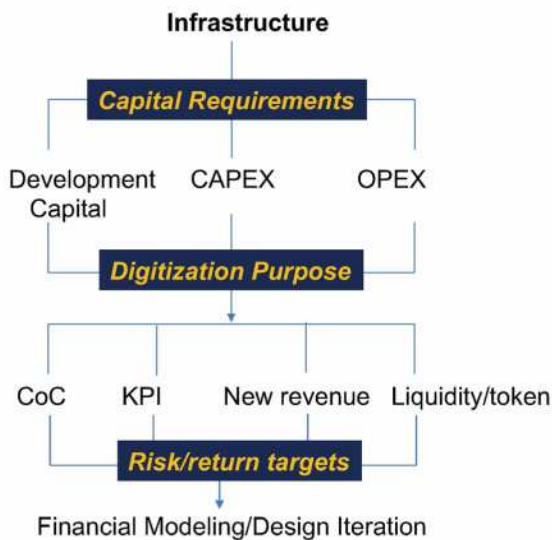 Infrastructure
Capital Requirements
Development
Capital
CAPEX
OPEX
Digitization Purpose
CoC
KPI
New revenue
Liquidity/token
Risk/return targets
Financial Modeling/Design Iteration